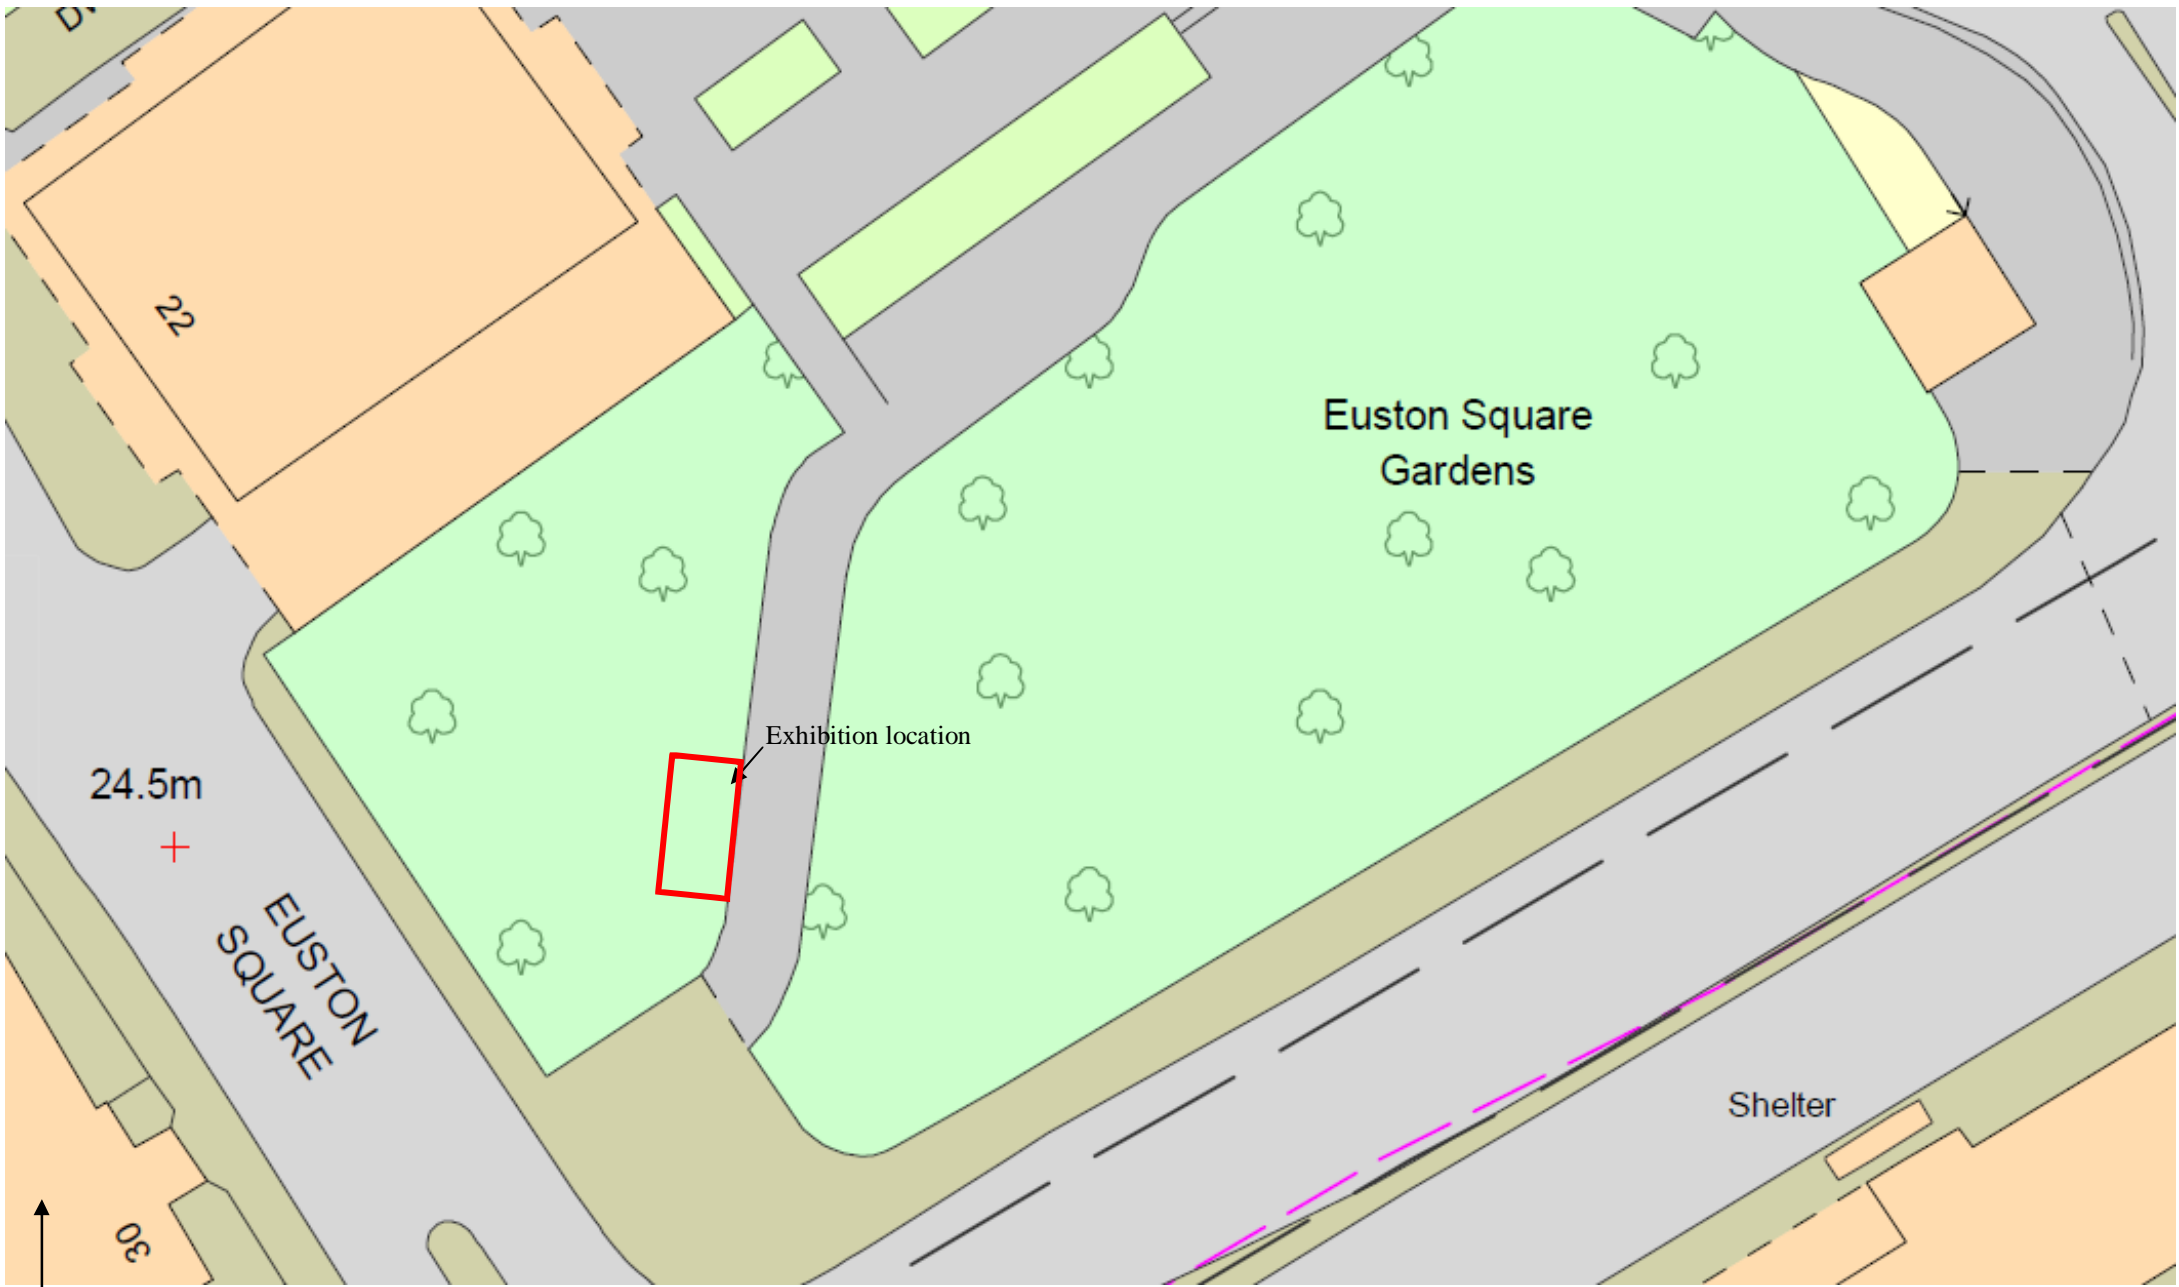 22
Euston Square
Gardens
Exhibition location
24.5m
EUSTON
SQUARE
Shelter
30